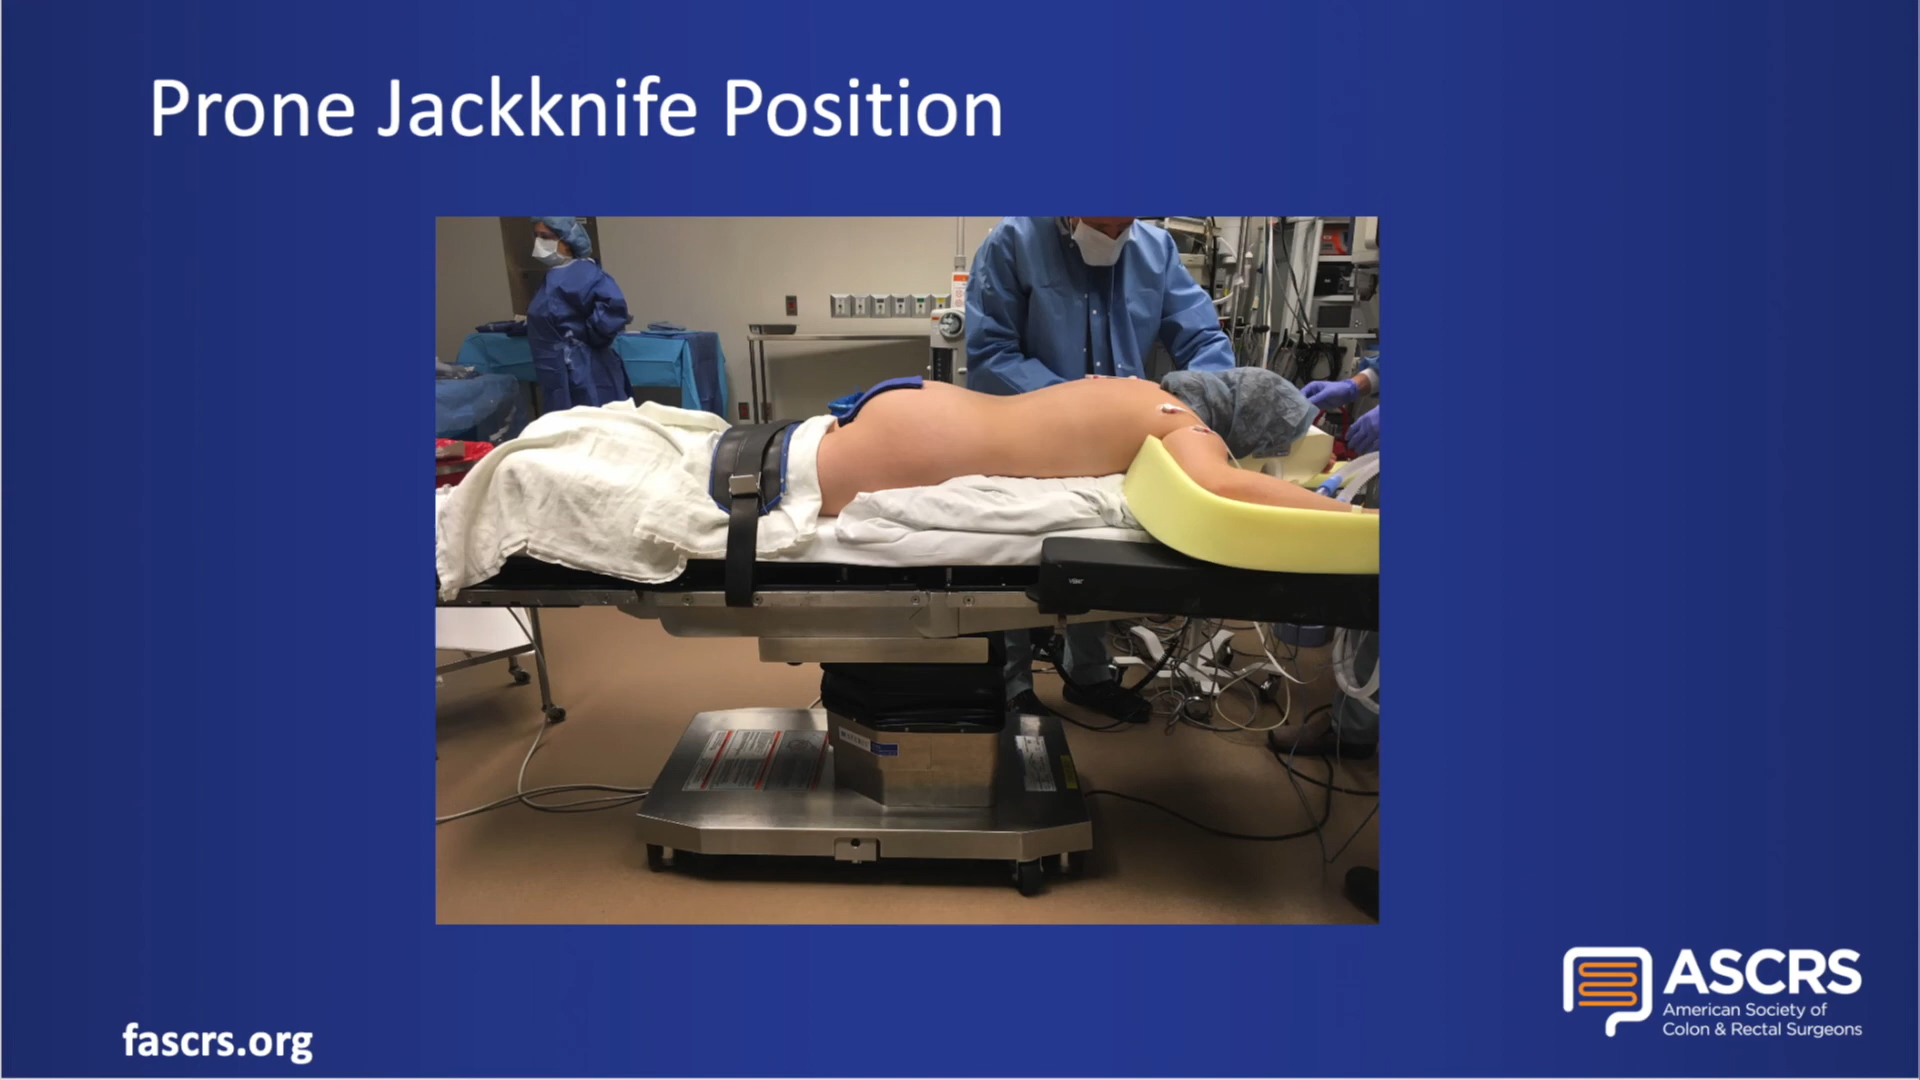 Prone Jackknife Position
fascrs.org
ASCRS
American Society of
Colon & Rectal Surgeons